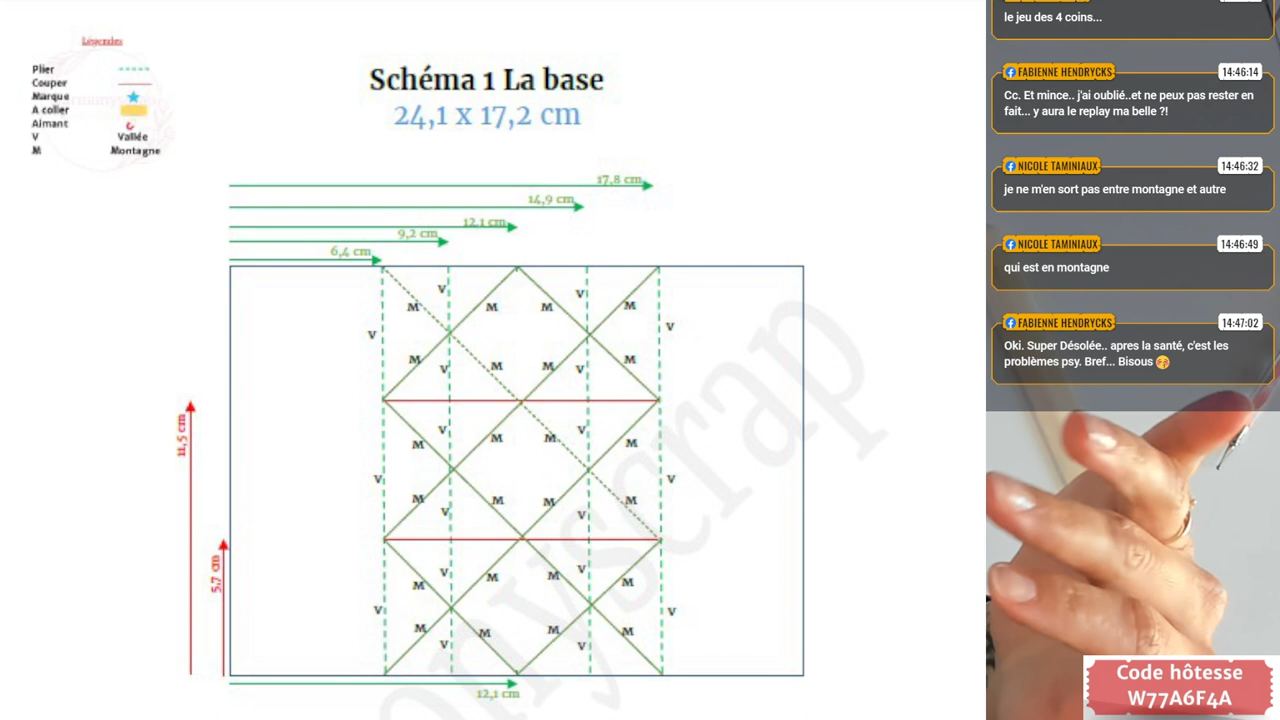 Légendes
Plier
Couper
Marque
A coller
Aimant
V Vallée
M Montagne
Schéma 1 La base
24,1 x 17,2 cm
17,8 cm
14,9 cm
12,1 cm
9,2 cm
6,4 cm
V V
M M M M
V V
M M M M
V V
11,5 cm
V V
M M M M
V V
M M M M
V V
5,7 cm
V V
M M M M
V V
M M M M
V V
12,1 cm
nyscrap
le jeu des 4 coins...
FABIENNE HENDRYCKS 14:46:14
Cc. Et mince.. j'ai oublié..et ne peux pas rester en
fait... y aura le replay ma belle ?!
NICOLE TAMINIAUX 14:46:32
je ne m'en sort pas entre montagne et autre
NICOLE TAMINIAUX 14:46:49
qui est en montagne
FABIENNE HENDRYCKS 14:47:02
Oki. Super Désolée.. apres la santé, c'est les
problèmes psy. Bref... Bisous 😚
Code hôtesse
W77A6F4A